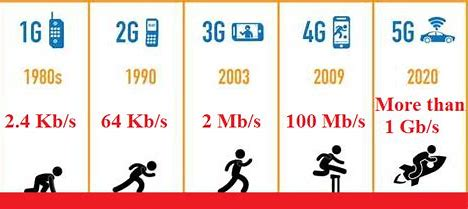 1G
1980s
2.4 Kb/s
2G
1990
64 Kb/s
3G
2003
2 Mb/s
4G
2009
100 Mb/s
5G
2020
More than
1 Gb/s